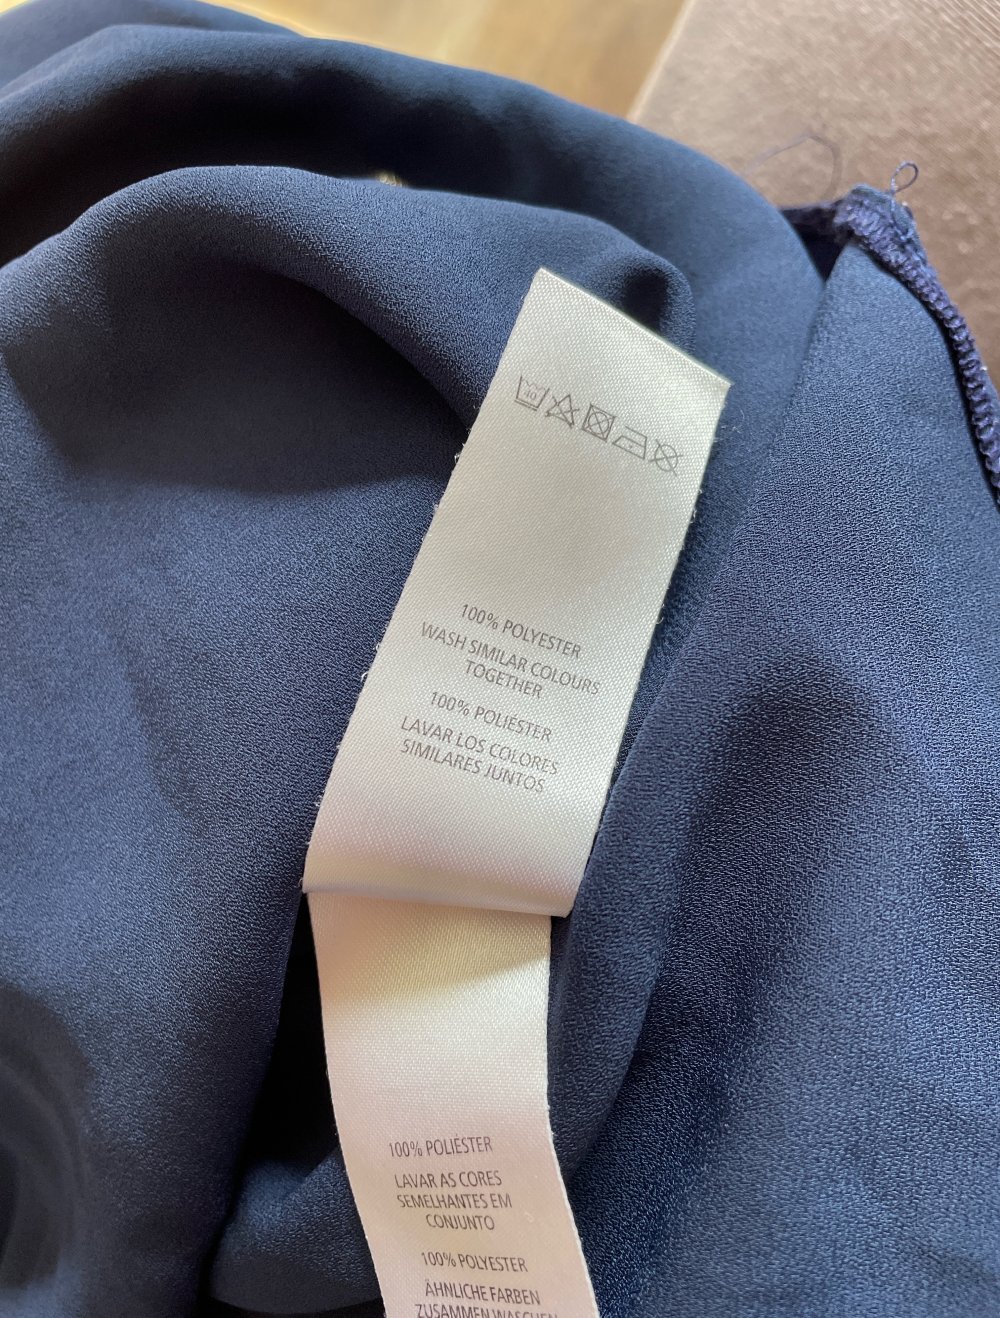 40
100% POLYESTER
WASH SIMILAR COLOURS
TOGETHER
100% POLIÉSTER
LAVAR LOS COLORES
SIMILARES JUNTOS
100% POLIÉSTER
LAVAR AS CORES
SEMELHANTES EM
CONJUNTO
100% POLYESTER
ÄHNLICHE FARBEN
ZUSAMMEN WASCHEN